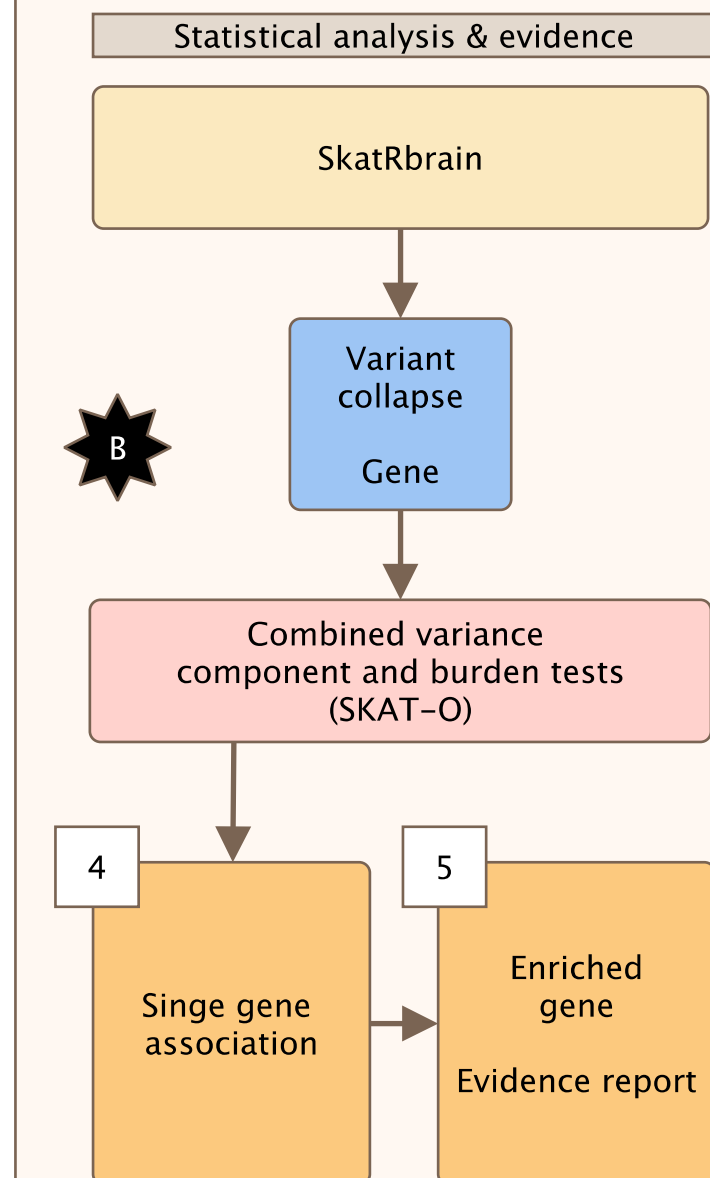 Statistical analysis & evidence
SkatRbrain
Variant
collapse
Gene
B
Combined variance
component and burden tests
(SKAT-O)
4
5
Singe gene
association
Enriched
gene
Evidence report